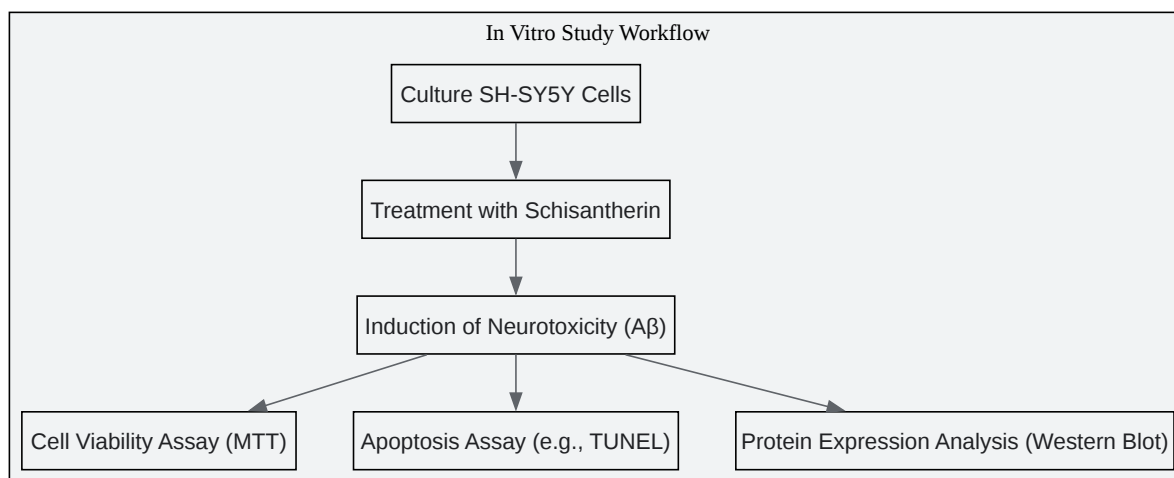 In Vitro Study Workflow
Culture SH-SY5Y Cells
Treatment with Schisantherin
Induction of Neurotoxicity (Aβ)
Cell Viability Assay (MTT)
Apoptosis Assay (e.g., TUNEL)
Protein Expression Analysis (Western Blot)